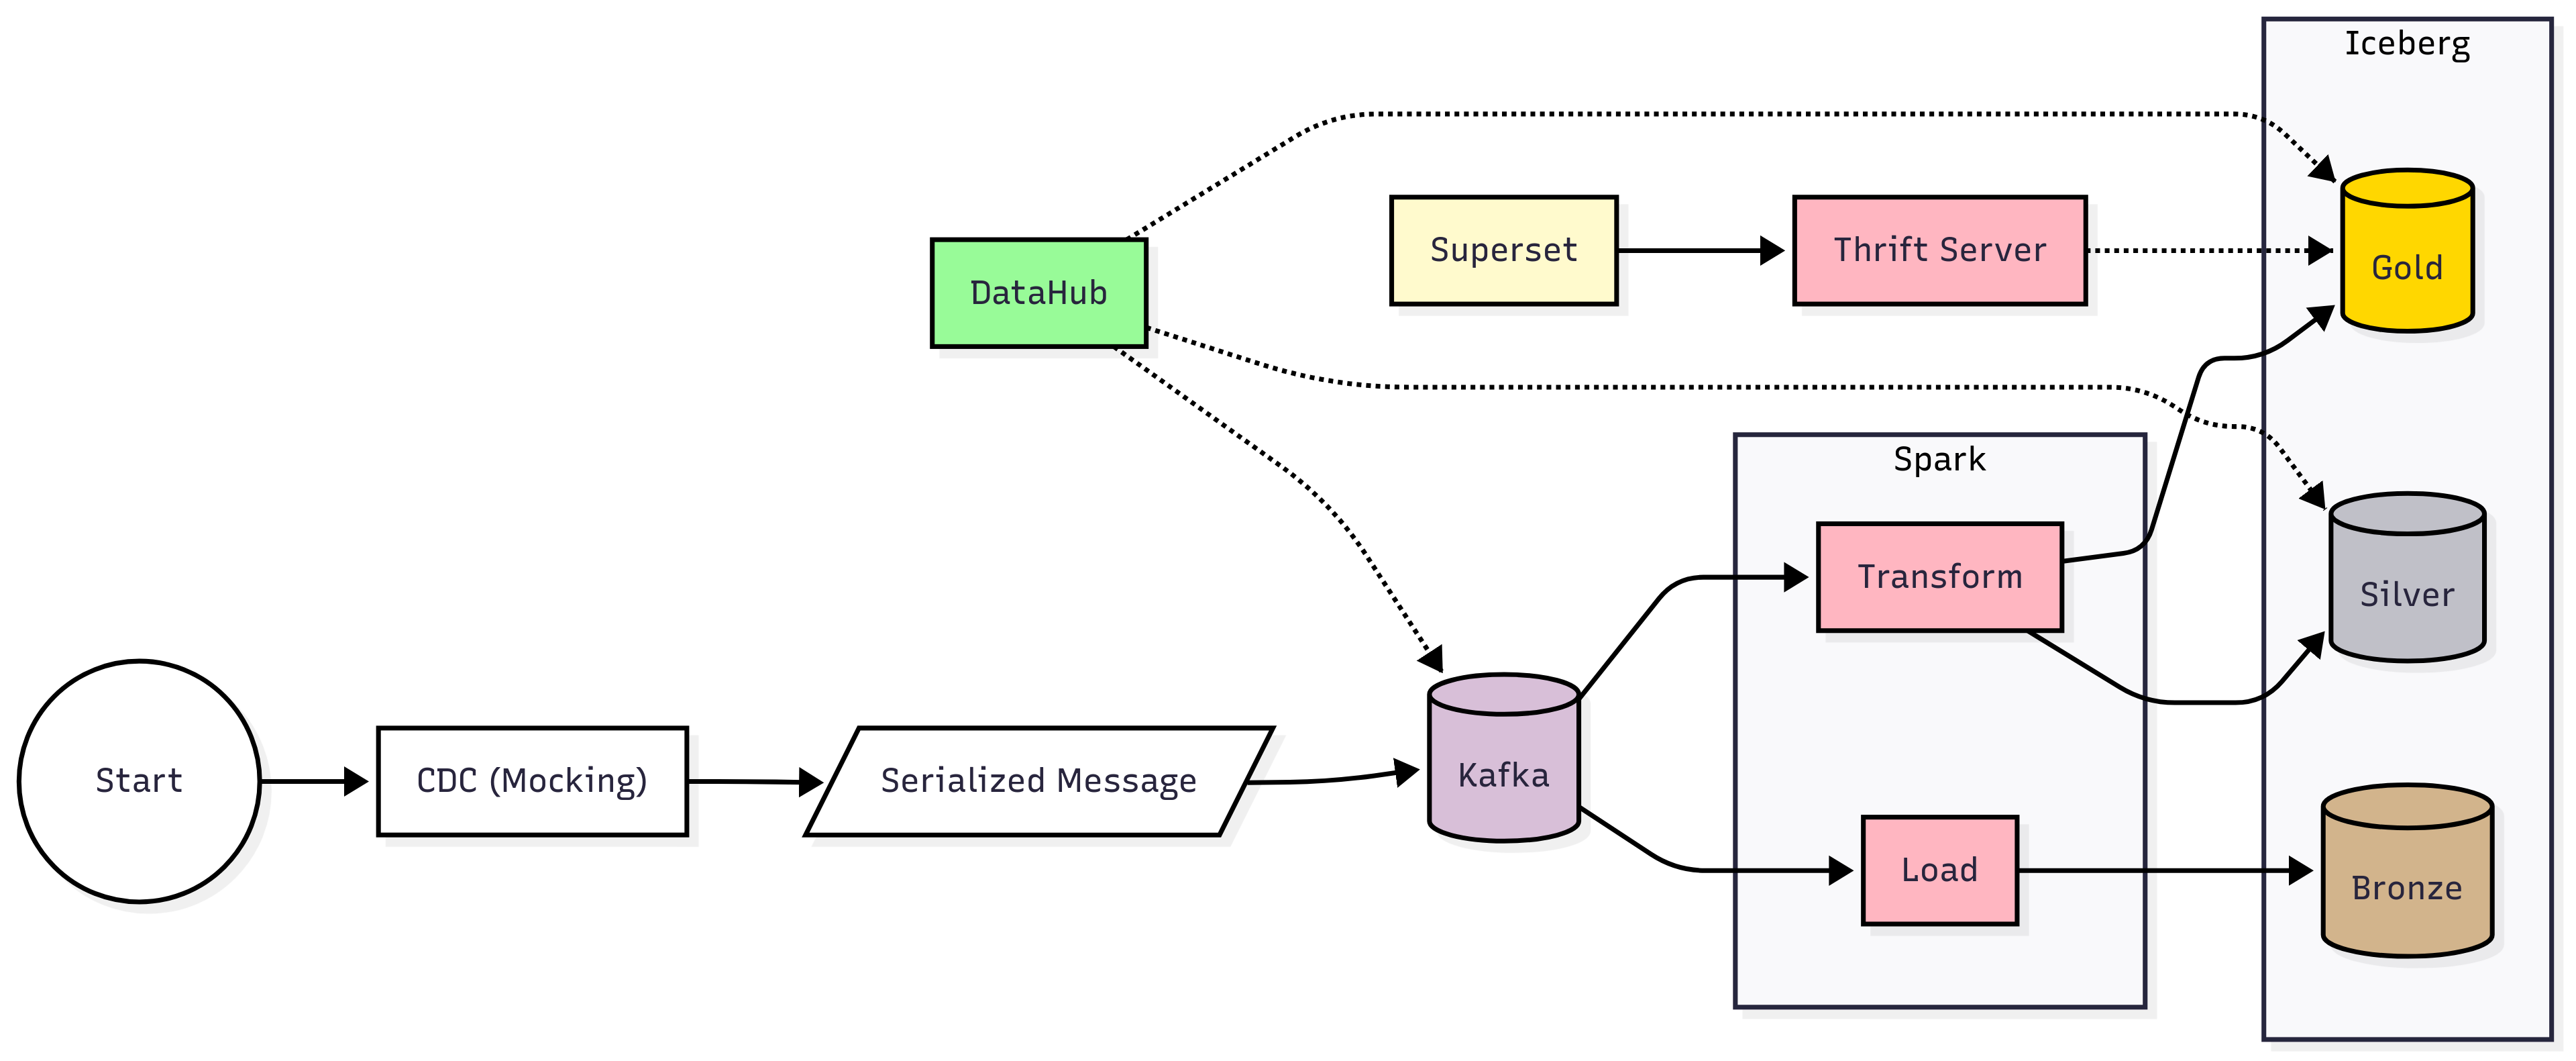 Iceberg
Superset
Thrift Server
Gold
DataHub
Spark
Transform
Silver
Start
CDC (Mocking)
Serialized Message
Kafka
Load
Bronze